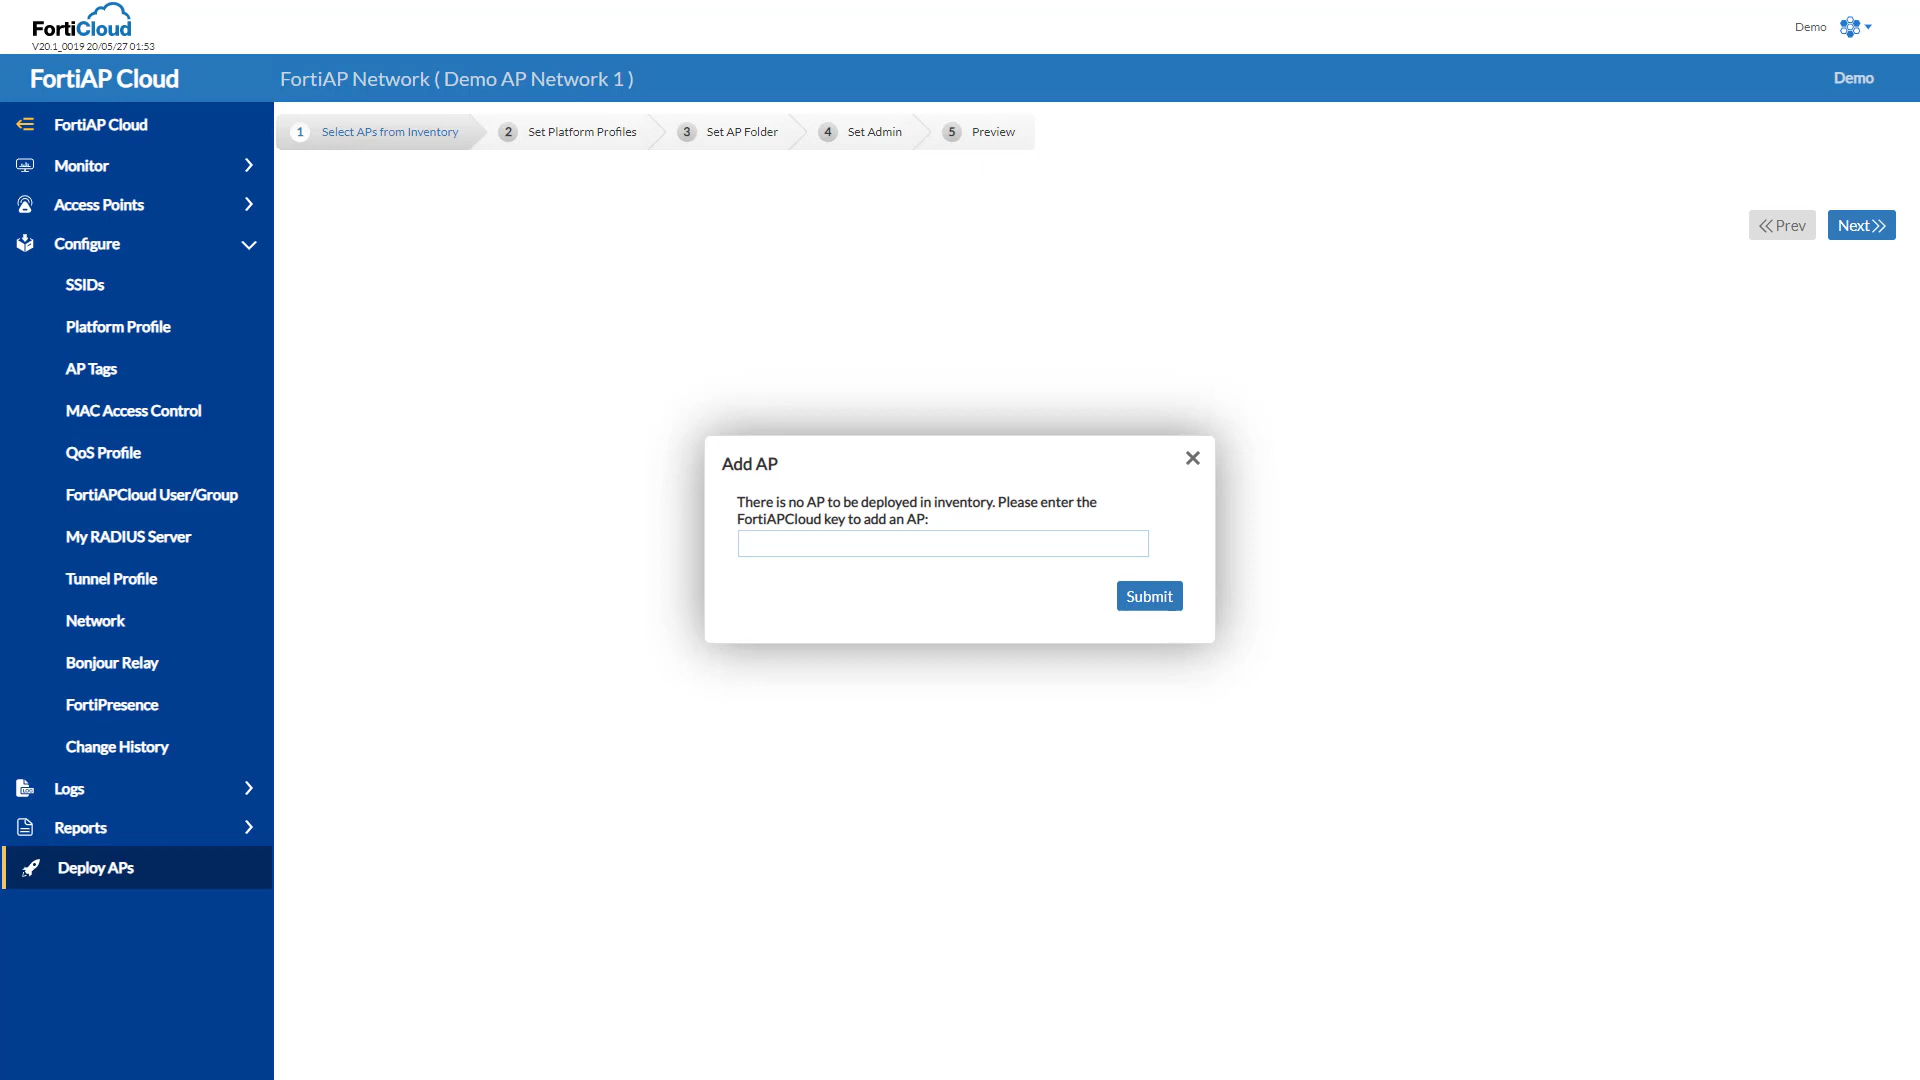 FortiCloud
V20.1_0019 20/05/27 01:53
Demo
FortiAP Cloud
FortiAP Network ( Demo AP Network 1 )
Demo
FortiAP Cloud
Monitor
Access Points
Configure
SSIDs
Platform Profile
AP Tags
MAC Access Control
QoS Profile
FortiAPCloud User/Group
My RADIUS Server
Tunnel Profile
Network
Bonjour Relay
FortiPresence
Change History
Logs
Reports
Deploy APs
1 Select APs from Inventory
2 Set Platform Profiles
3 Set AP Folder
4 Set Admin
5 Preview
Prev
Next
Add AP
There is no AP to be deployed in inventory. Please enter the
FortiAPCloud key to add an AP:
Submit